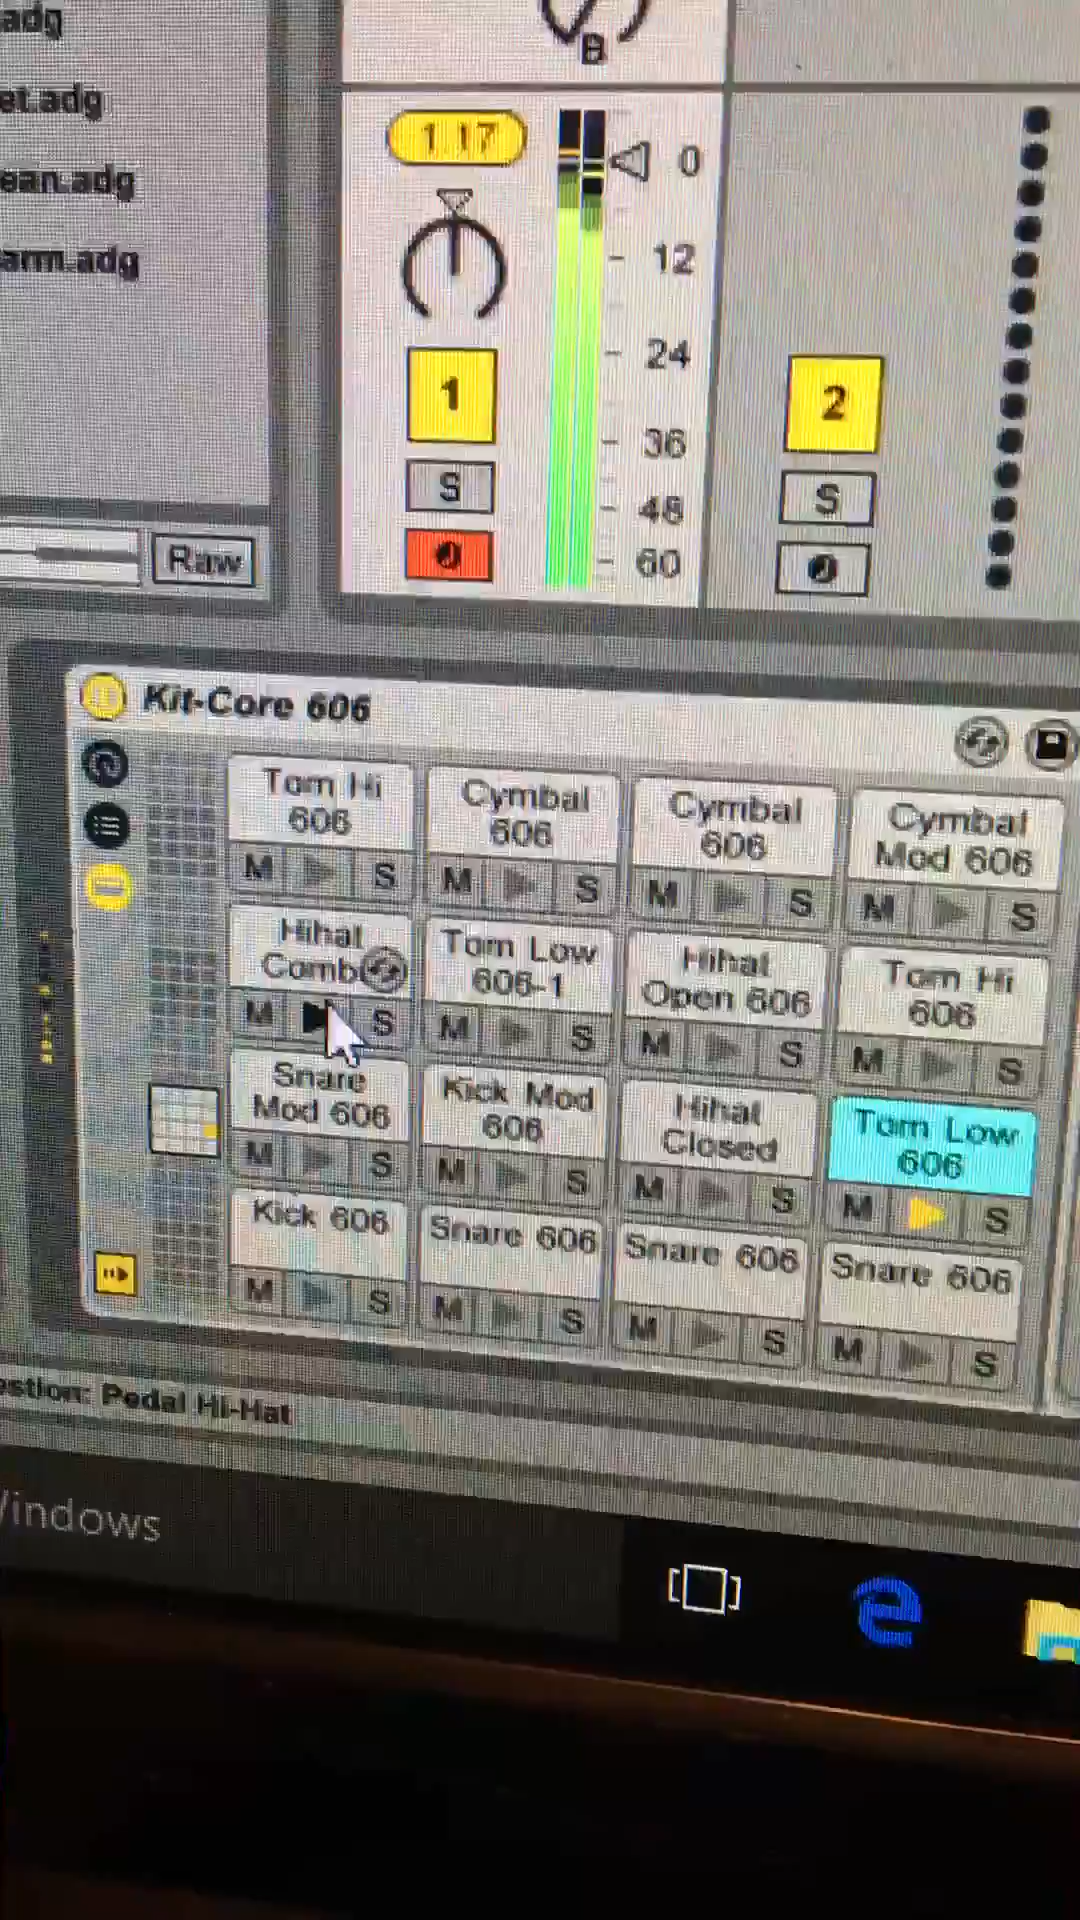 adg
et.adg
ean.adg
arm.adg
B
1.17
0
12
24
36
48
60
1
S
2
S
Raw
Kit-Core 606
Tom Hi
606
M S
Cymbal
606
M S
Cymbal
606
M S
Cymbal
Mod 606
M S
Hihat
Comb
M S
Tom Low
606-1
M S
Hihat
Open 606
M S
Tom Hi
606
M S
Snare
Mod 606
M S
Kick Mod
606
M S
Hihat
Closed
M S
Tom Low
606
M S
Kick 606
M S
Snare 606
M S
Snare 606
M S
Snare 606
M S
estion: Pedal Hi-Hat
Windows